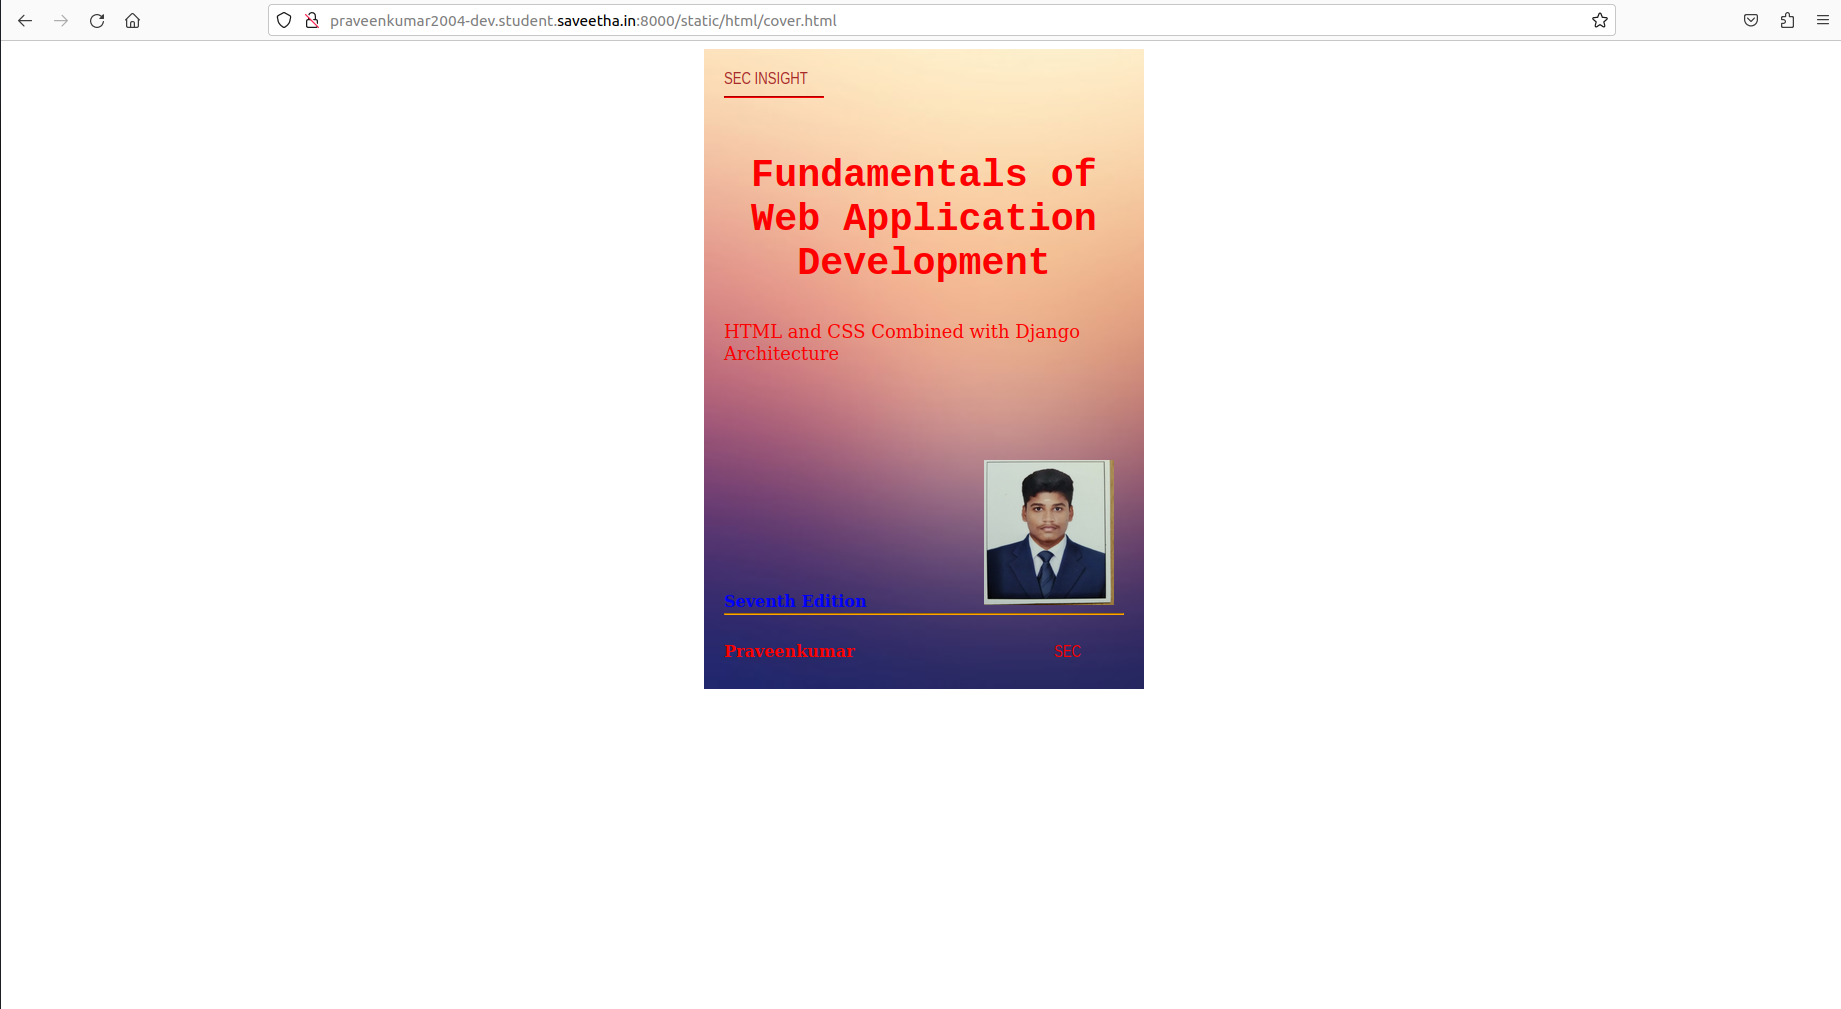 praveenkumar2004-dev.student.saveetha.in:8000/static/html/cover.html
SEC INSIGHT
Fundamentals of
Web Application
Development
HTML and CSS Combined with Django
Architecture
Seventh Edition
Praveenkumar SEC